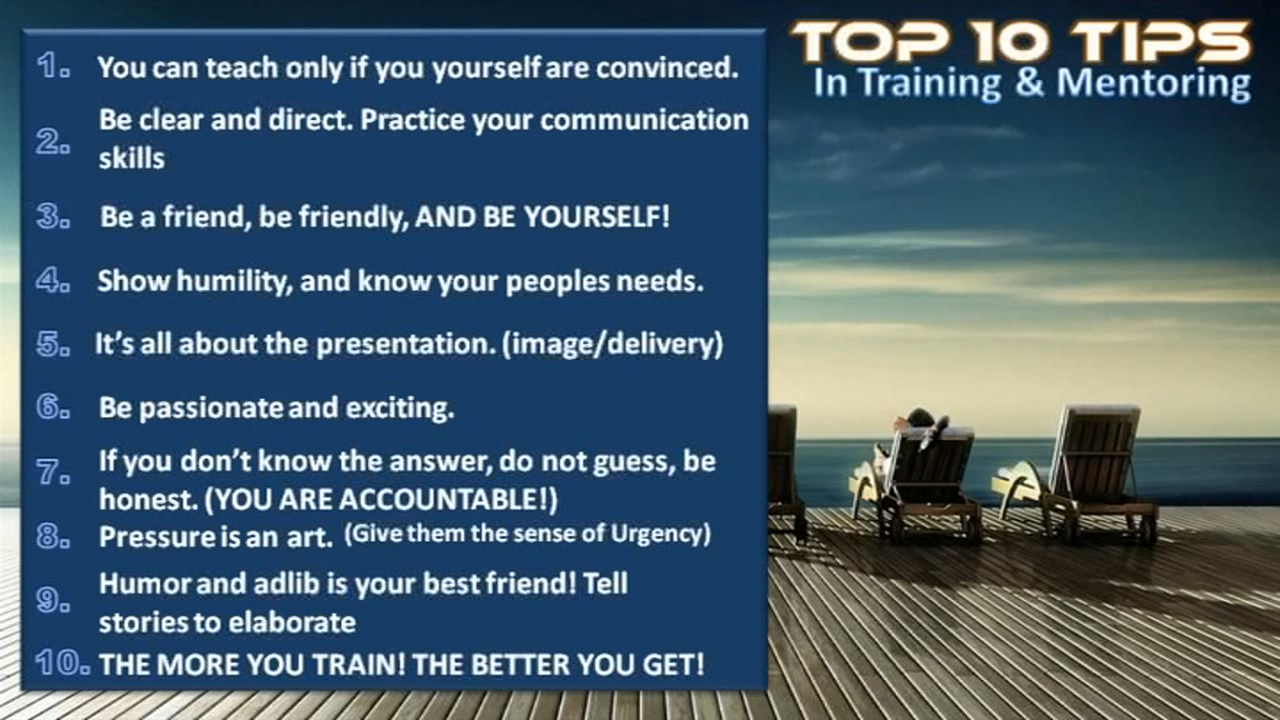 TOP 10 TIPS
In Training & Mentoring
1. You can teach only if you yourself are convinced.
2. Be clear and direct. Practice your communication
skills
3. Be a friend, be friendly, AND BE YOURSELF!
4. Show humility, and know your peoples needs.
5. It’s all about the presentation. (image/delivery)
6. Be passionate and exciting.
7. If you don’t know the answer, do not guess, be
honest. (YOU ARE ACCOUNTABLE!)
8. Pressure is an art. (Give them the sense of Urgency)
9. Humor and adlib is your best friend! Tell
stories to elaborate
10. THE MORE YOU TRAIN! THE BETTER YOU GET!